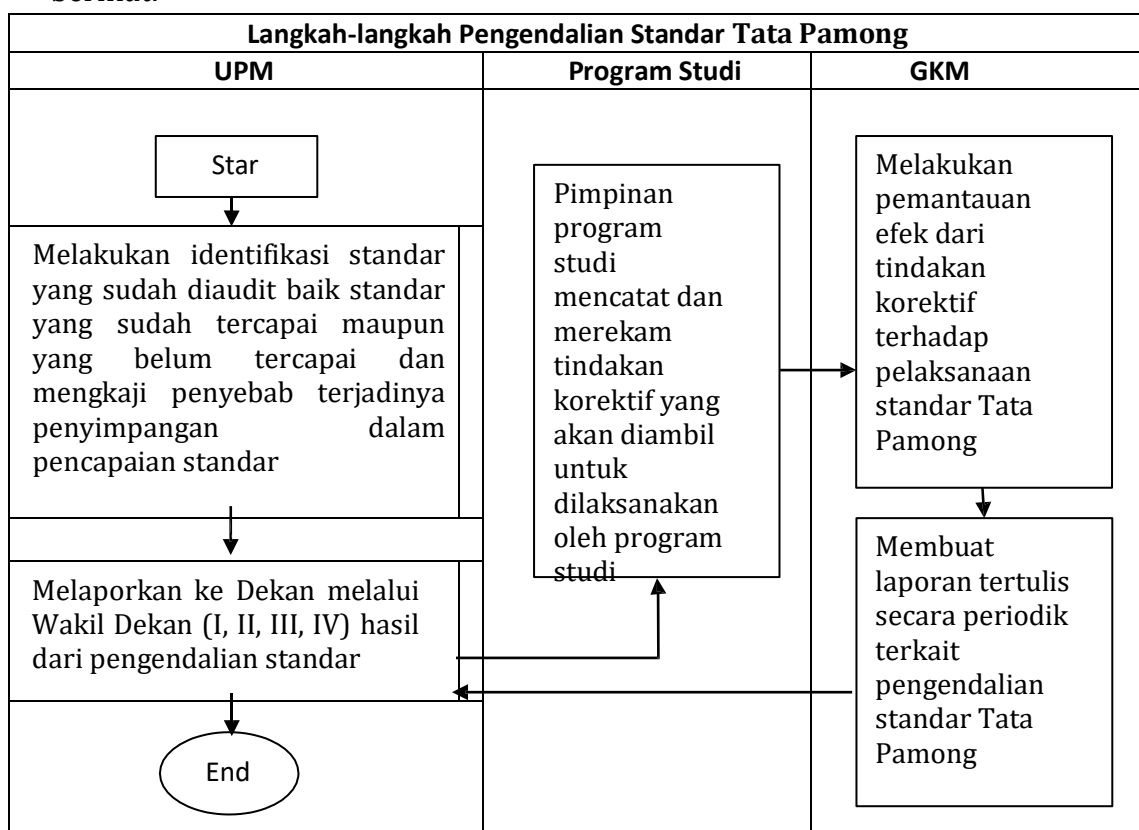 Langkah-langkah Pengendalian Standar Tata Pamong
UPM
Program Studi
GKM
Star
Melakukan identifikasi standar
yang sudah diaudit baik standar
yang sudah tercapai maupun
yang belum tercapai dan
mengkaji penyebab terjadinya
penyimpangan dalam
pencapaian standar
Melaporkan ke Dekan melalui
Wakil Dekan (I, II, III, IV) hasil
dari pengendalian standar
End
Pimpinan
program
studi
mencatat dan
merekam
tindakan
korektif yang
akan diambil
untuk
dilaksanakan
oleh program
studi
Melakukan
pemantauan
efek dari
tindakan
korektif
terhadap
pelaksanaan
standar Tata
Pamong
Membuat
laporan tertulis
secara periodik
terkait
pengendalian
standar Tata
Pamong